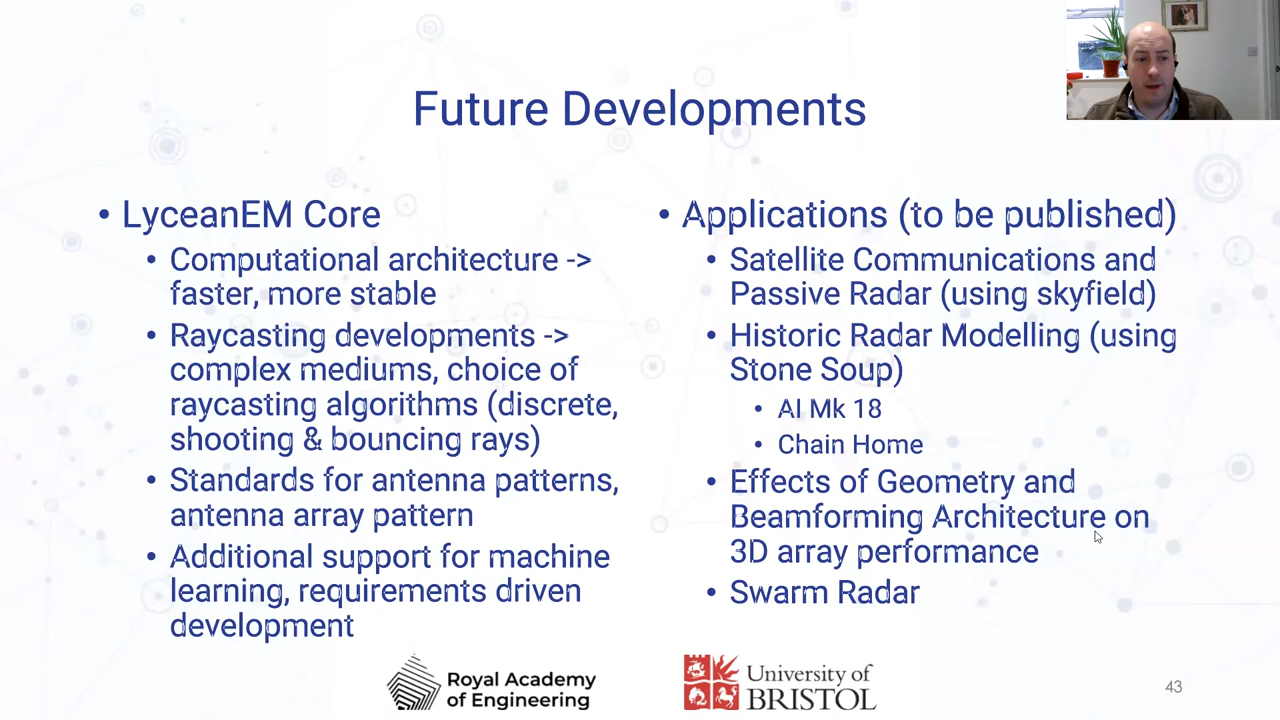 Future Developments
• LyceanEM Core
• Computational architecture ->
faster, more stable
• Raycasting developments ->
complex mediums, choice of
raycasting algorithms (discrete,
shooting & bouncing rays)
• Standards for antenna patterns,
antenna array pattern
• Additional support for machine
learning, requirements driven
development
• Applications (to be published)
• Satellite Communications and
Passive Radar (using skyfield)
• Historic Radar Modelling (using
Stone Soup)
• AI Mk 18
• Chain Home
• Effects of Geometry and
Beamforming Architecture on
3D array performance
• Swarm Radar
Royal Academy
of Engineering
University of
BRISTOL
43